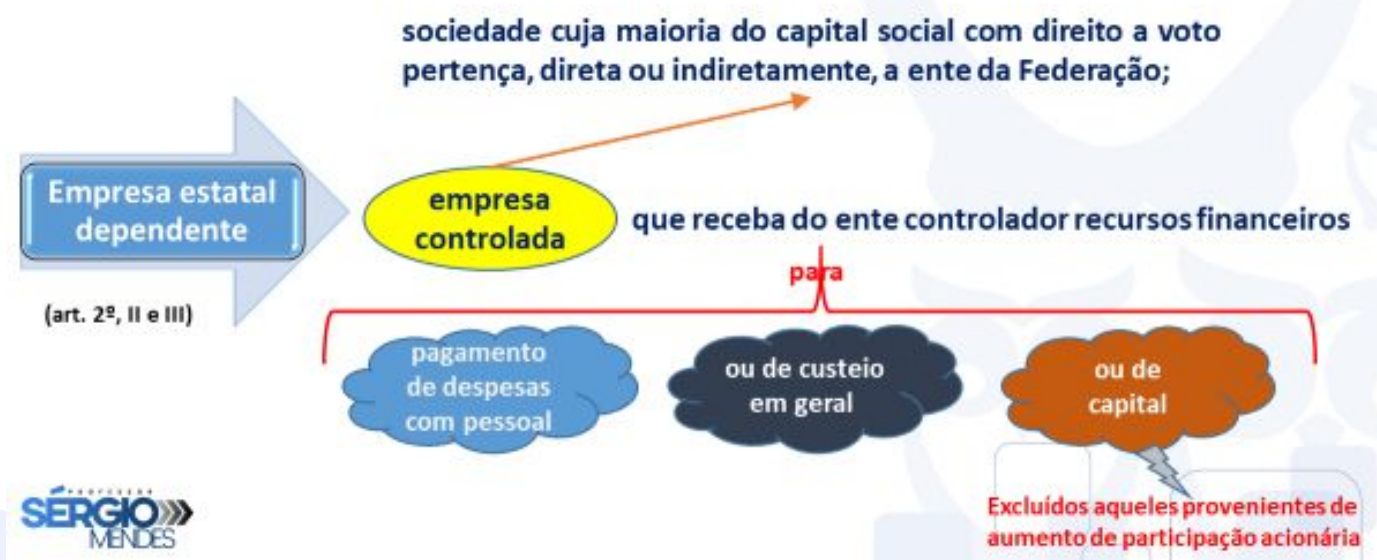 sociedade cuja maioria do capital social com direito a voto
pertença, direta ou indiretamente, a ente da Federação;
Empresa estatal
dependente
empresa
controlada
que receba do ente controlador recursos financeiros
para
(art. 2º, II e III)
pagamento
de despesas
com pessoal
ou de custeio
em geral
ou de
capital
Excluídos aqueles provenientes de
aumento de participação acionária
PROFESSOR
SÉRGIO
MENDES